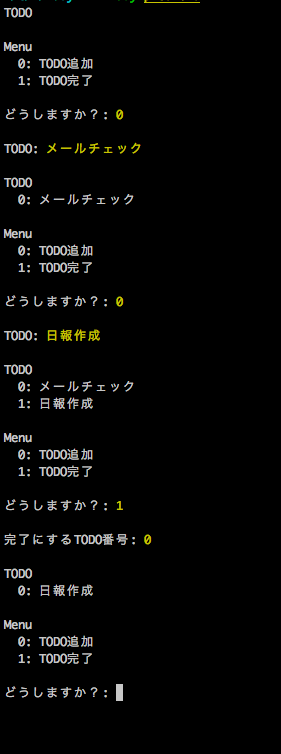 TODO
Menu
0: TODO追加
1: TODO完了
どうしますか？: 0
TODO: メールチェック
TODO
0: メールチェック
Menu
0: TODO追加
1: TODO完了
どうしますか？: 0
TODO: 日報作成
TODO
0: メールチェック
1: 日報作成
Menu
0: TODO追加
1: TODO完了
どうしますか？: 1
完了にするTODO番号: 0
TODO
0: 日報作成
Menu
0: TODO追加
1: TODO完了
どうしますか？: